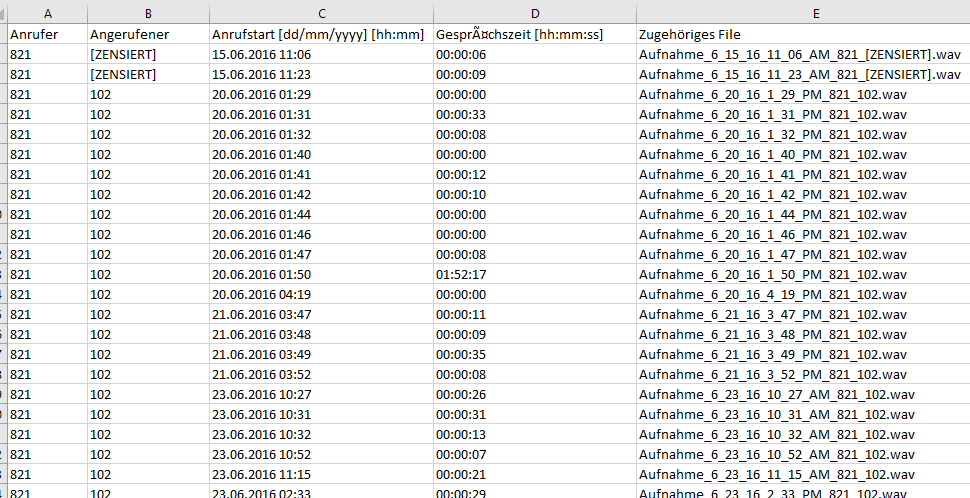 A B C D E
Anrufer Angerufener Anrufstart [dd/mm/yyyy] [hh:mm] GesprÃ¤chszeit [hh:mm:ss] Zugehöriges File
821 [ZENSIERT] 15.06.2016 11:06 00:00:06 Aufnahme_6_15_16_11_06_AM_821_[ZENSIERT].wav
821 [ZENSIERT] 15.06.2016 11:23 00:00:09 Aufnahme_6_15_16_11_23_AM_821_[ZENSIERT].wav
821 102 20.06.2016 01:29 00:00:00 Aufnahme_6_20_16_1_29_PM_821_102.wav
821 102 20.06.2016 01:31 00:00:33 Aufnahme_6_20_16_1_31_PM_821_102.wav
821 102 20.06.2016 01:32 00:00:08 Aufnahme_6_20_16_1_32_PM_821_102.wav
821 102 20.06.2016 01:40 00:00:00 Aufnahme_6_20_16_1_40_PM_821_102.wav
821 102 20.06.2016 01:41 00:00:12 Aufnahme_6_20_16_1_41_PM_821_102.wav
821 102 20.06.2016 01:42 00:00:10 Aufnahme_6_20_16_1_42_PM_821_102.wav
821 102 20.06.2016 01:44 00:00:00 Aufnahme_6_20_16_1_44_PM_821_102.wav
821 102 20.06.2016 01:46 00:00:00 Aufnahme_6_20_16_1_46_PM_821_102.wav
821 102 20.06.2016 01:47 00:00:08 Aufnahme_6_20_16_1_47_PM_821_102.wav
821 102 20.06.2016 01:50 01:52:17 Aufnahme_6_20_16_1_50_PM_821_102.wav
821 102 20.06.2016 04:19 00:00:00 Aufnahme_6_20_16_4_19_PM_821_102.wav
821 102 21.06.2016 03:47 00:00:11 Aufnahme_6_21_16_3_47_PM_821_102.wav
821 102 21.06.2016 03:48 00:00:09 Aufnahme_6_21_16_3_48_PM_821_102.wav
821 102 21.06.2016 03:49 00:00:35 Aufnahme_6_21_16_3_49_PM_821_102.wav
821 102 21.06.2016 03:52 00:00:08 Aufnahme_6_21_16_3_52_PM_821_102.wav
821 102 23.06.2016 10:27 00:00:26 Aufnahme_6_23_16_10_27_AM_821_102.wav
821 102 23.06.2016 10:31 00:00:31 Aufnahme_6_23_16_10_31_AM_821_102.wav
821 102 23.06.2016 10:32 00:00:13 Aufnahme_6_23_16_10_32_AM_821_102.wav
821 102 23.06.2016 10:52 00:00:07 Aufnahme_6_23_16_10_52_AM_821_102.wav
821 102 23.06.2016 11:15 00:00:21 Aufnahme_6_23_16_11_15_AM_821_102.wav
821 102 23.06.2016 02:33 00:00:29 Aufnahme_6_23_16_2_33_PM_821_102.wav